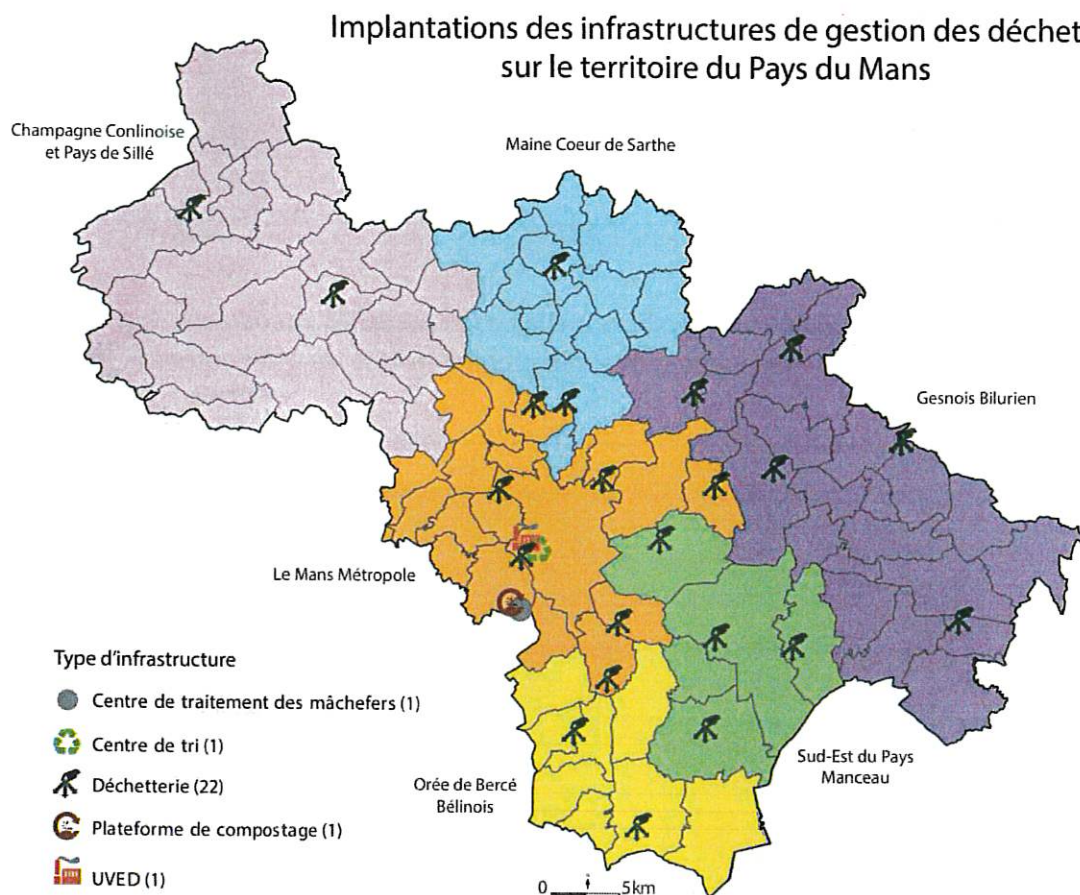 Implantations des infrastructures de gestion des déchet
sur le territoire du Pays du Mans
Champagne Conlinoise
et Pays de Sillé
Maine Coeur de Sarthe
Gesnois Bilurien
Le Mans Métropole
Sud-Est du Pays
Manceau
Orée de Bercé
Bélinois
Type d'infrastructure
Centre de traitement des mâchefers (1)
Centre de tri (1)
Déchetterie (22)
Plateforme de compostage (1)
UVED (1)
0 5km